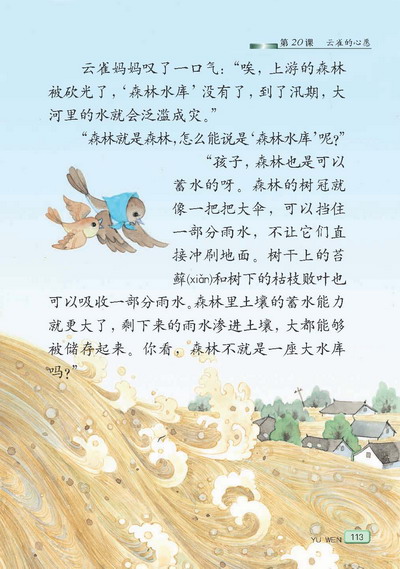 第20课 云雀的心愿
云雀妈妈叹了一口气：“唉，上游的森林
被砍光了，‘森林水库’没有了，到了汛期，大
河里的水就会泛滥成灾。”
“森林就是森林，怎么能说是‘森林水库’呢？”
“孩子，森林也是可以
蓄水的呀。森林的树冠就
像一把把大伞，可以挡住
一部分雨水，不让它们直
接冲刷地面。树干上的苔
藓(xiǎn)和树下的枯枝败叶也
可以吸收一部分雨水。森林里土壤的蓄水能力
就更大了，剩下来的雨水渗进土壤，大都能够
被储存起来。你看，森林不就是一座大水库
吗？”
YU WEN 113